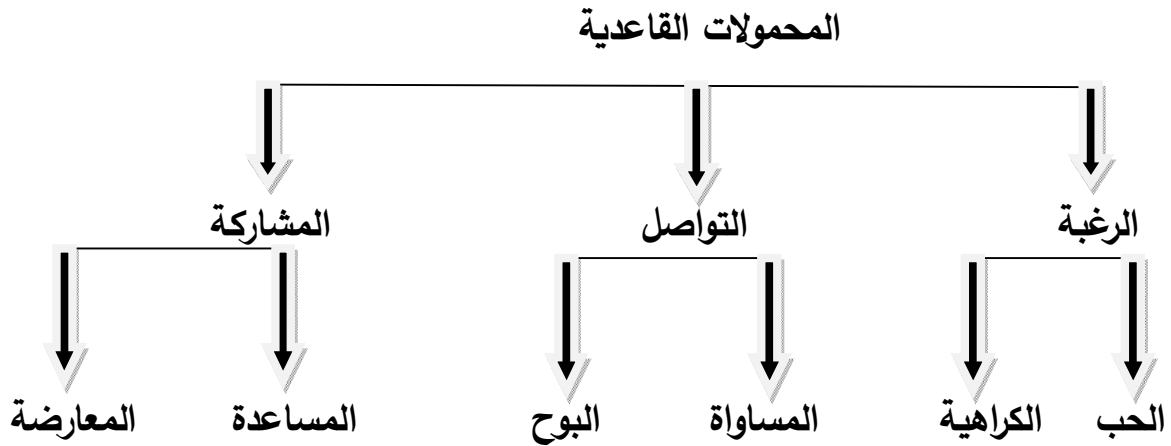 المحمولات القاعدية
الرغبة التواصل المشاركة
الحب الكراهية المساواة البوح المساعدة المعارضة